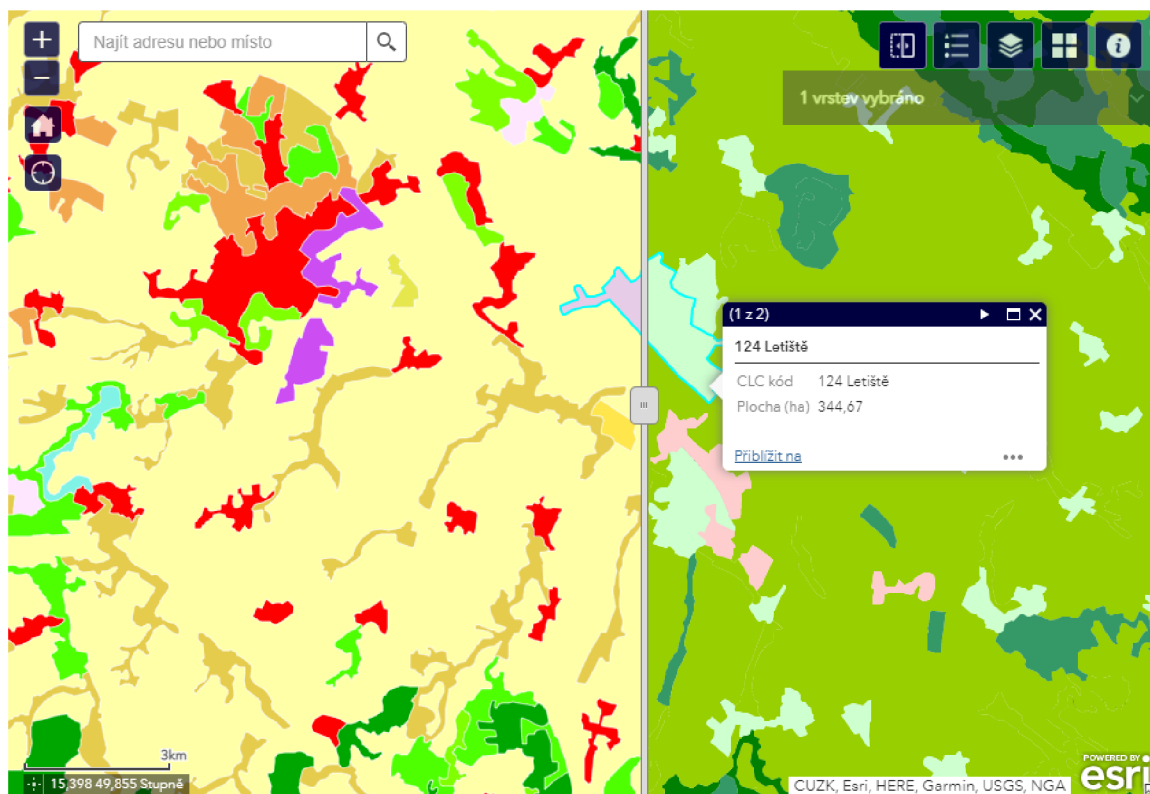 Najít adresu nebo místo
1 vrstev vybráno
(1 z 2)
124 Letiště
CLC kód 124 Letiště
Plocha (ha) 344,67
Přiblížit na
3km
15,398 49,855 Stupně
POWERED BY
esri
CUZK, Esri, HERE, Garmin, USGS, NGA